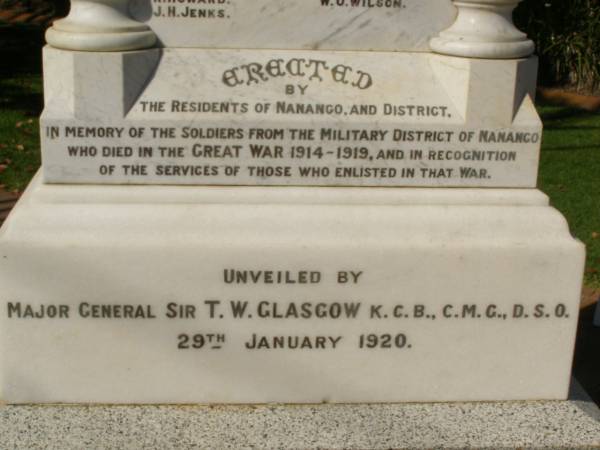 J.H.JENKS.
W.O.WILSON.
ERECTED
BY
THE RESIDENTS OF NANANGO, AND DISTRICT,
IN MEMORY OF THE SOLDIERS FROM THE MILITARY DISTRICT OF NANANGO
WHO DIED IN THE GREAT WAR 1914-1919, AND IN RECOGNITION
OF THE SERVICES OF THOSE WHO ENLISTED IN THAT WAR.
UNVEILED BY
MAJOR GENERAL SIR T.W. GLASGOW K.C.B., C.M.G., D.S.O.
29TH JANUARY 1920.